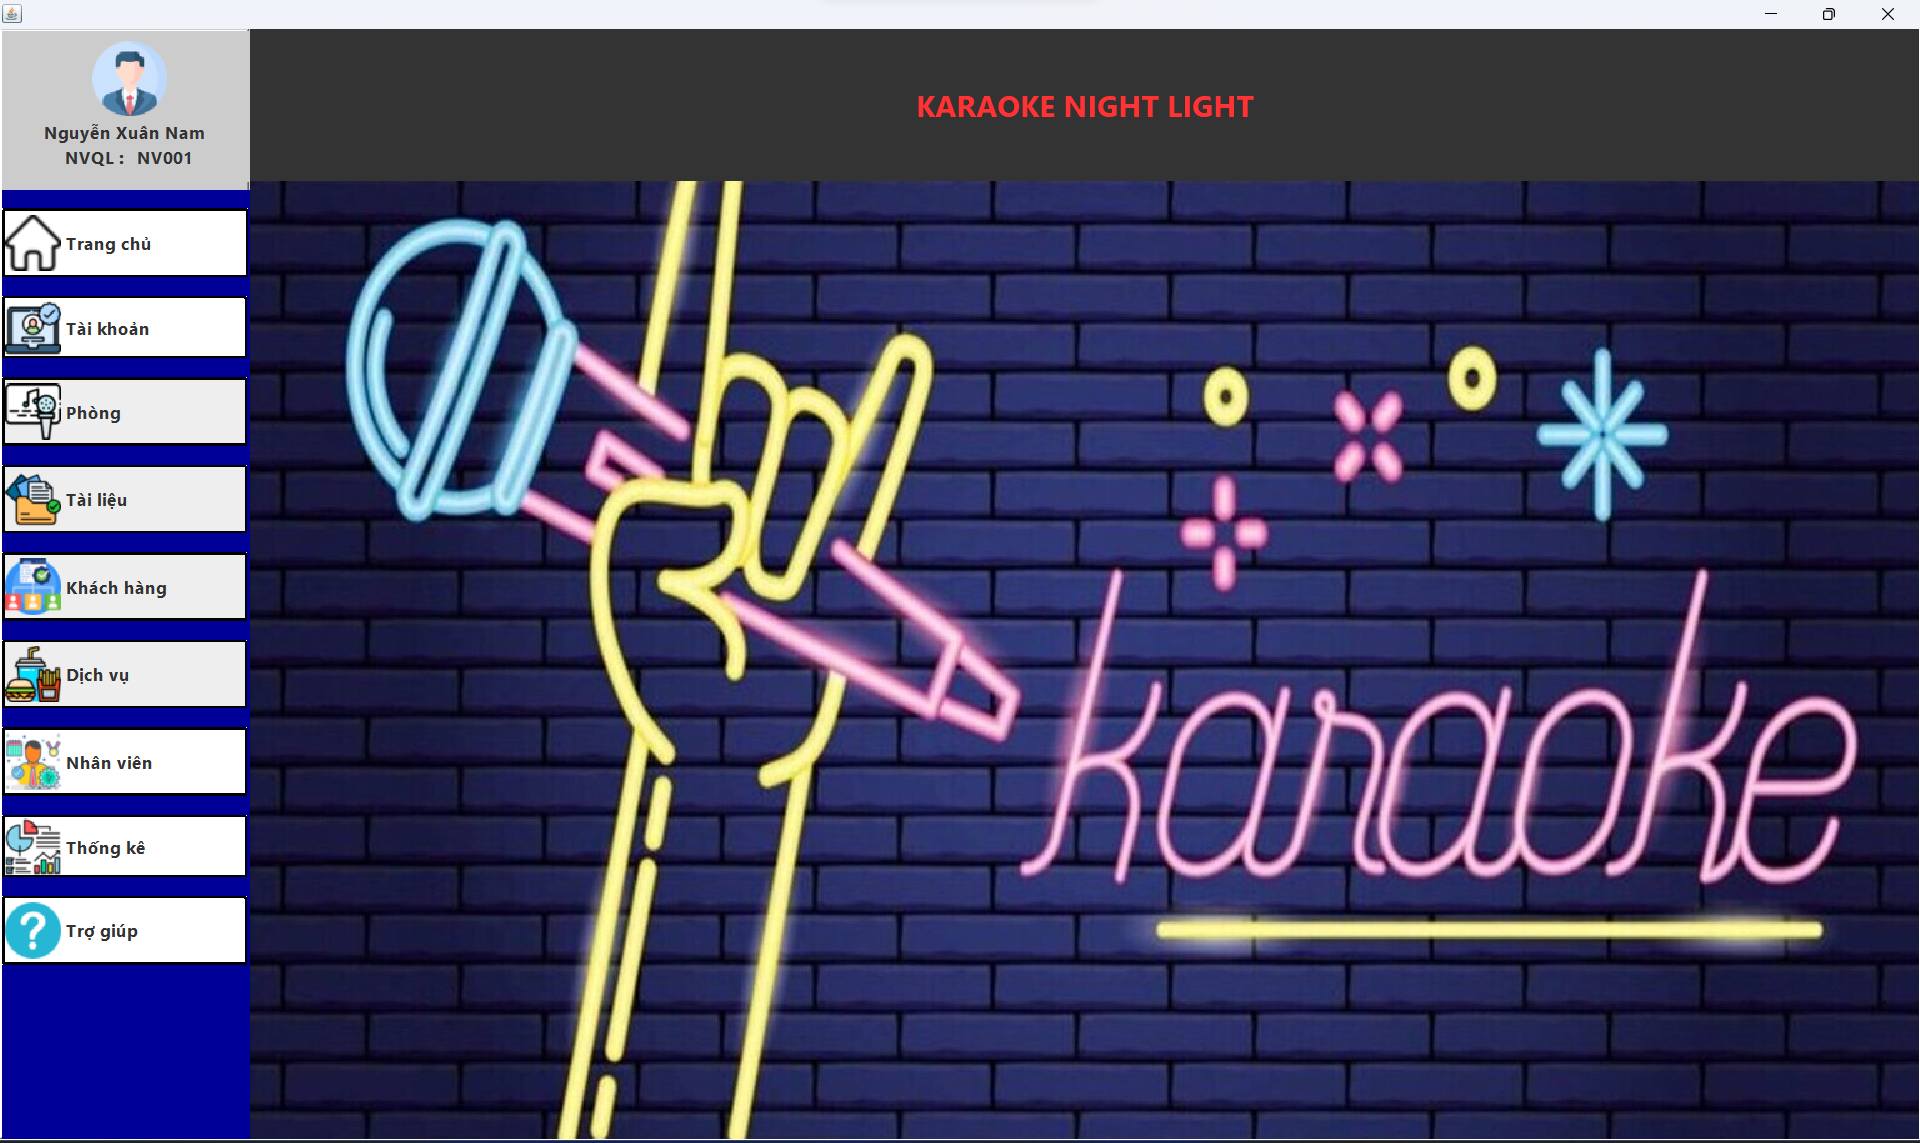 Nguyễn Xuân Nam
NVQL : NV001
KARAOKE NIGHT LIGHT
Trang chủ
Tài khoản
Phòng
Tài liệu
Khách hàng
Dịch vụ
Nhân viên
Thống kê
Trợ giúp
karaoke